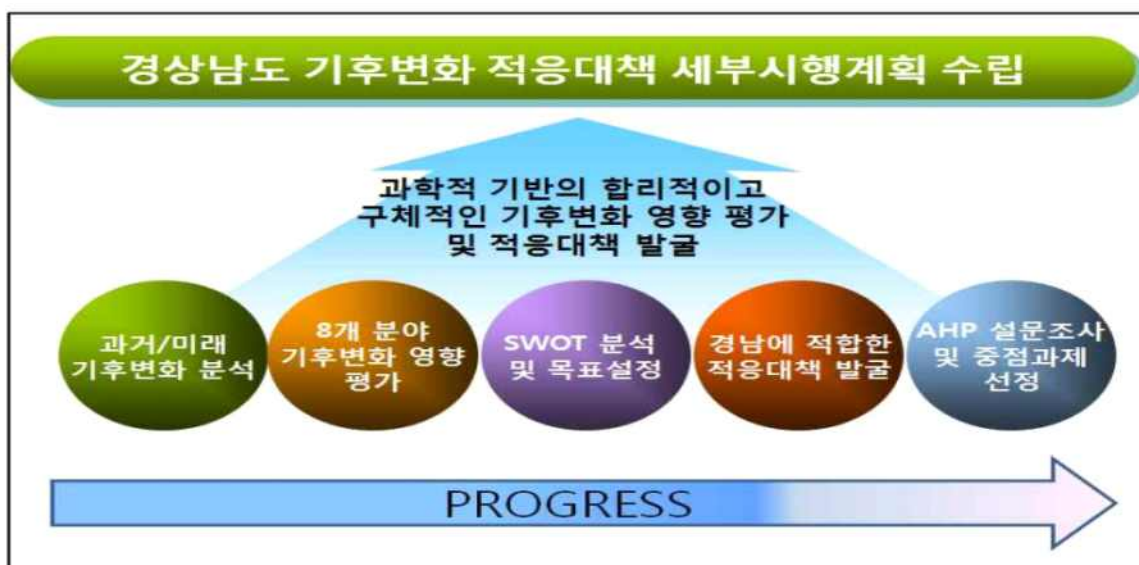 경상남도 기후변화 적응대책 세부시행계획 수립
과학적 기반의 합리적이고
구체적인 기후변화 영향 평가
및 적응대책 발굴
과거/미래
기후변화 분석
8개 분야
기후변화 영향
평가
SWOT 분석
및 목표설정
경남에 적합한
적응대책 발굴
AHP 설문조사
및 중점과제
선정
PROGRESS